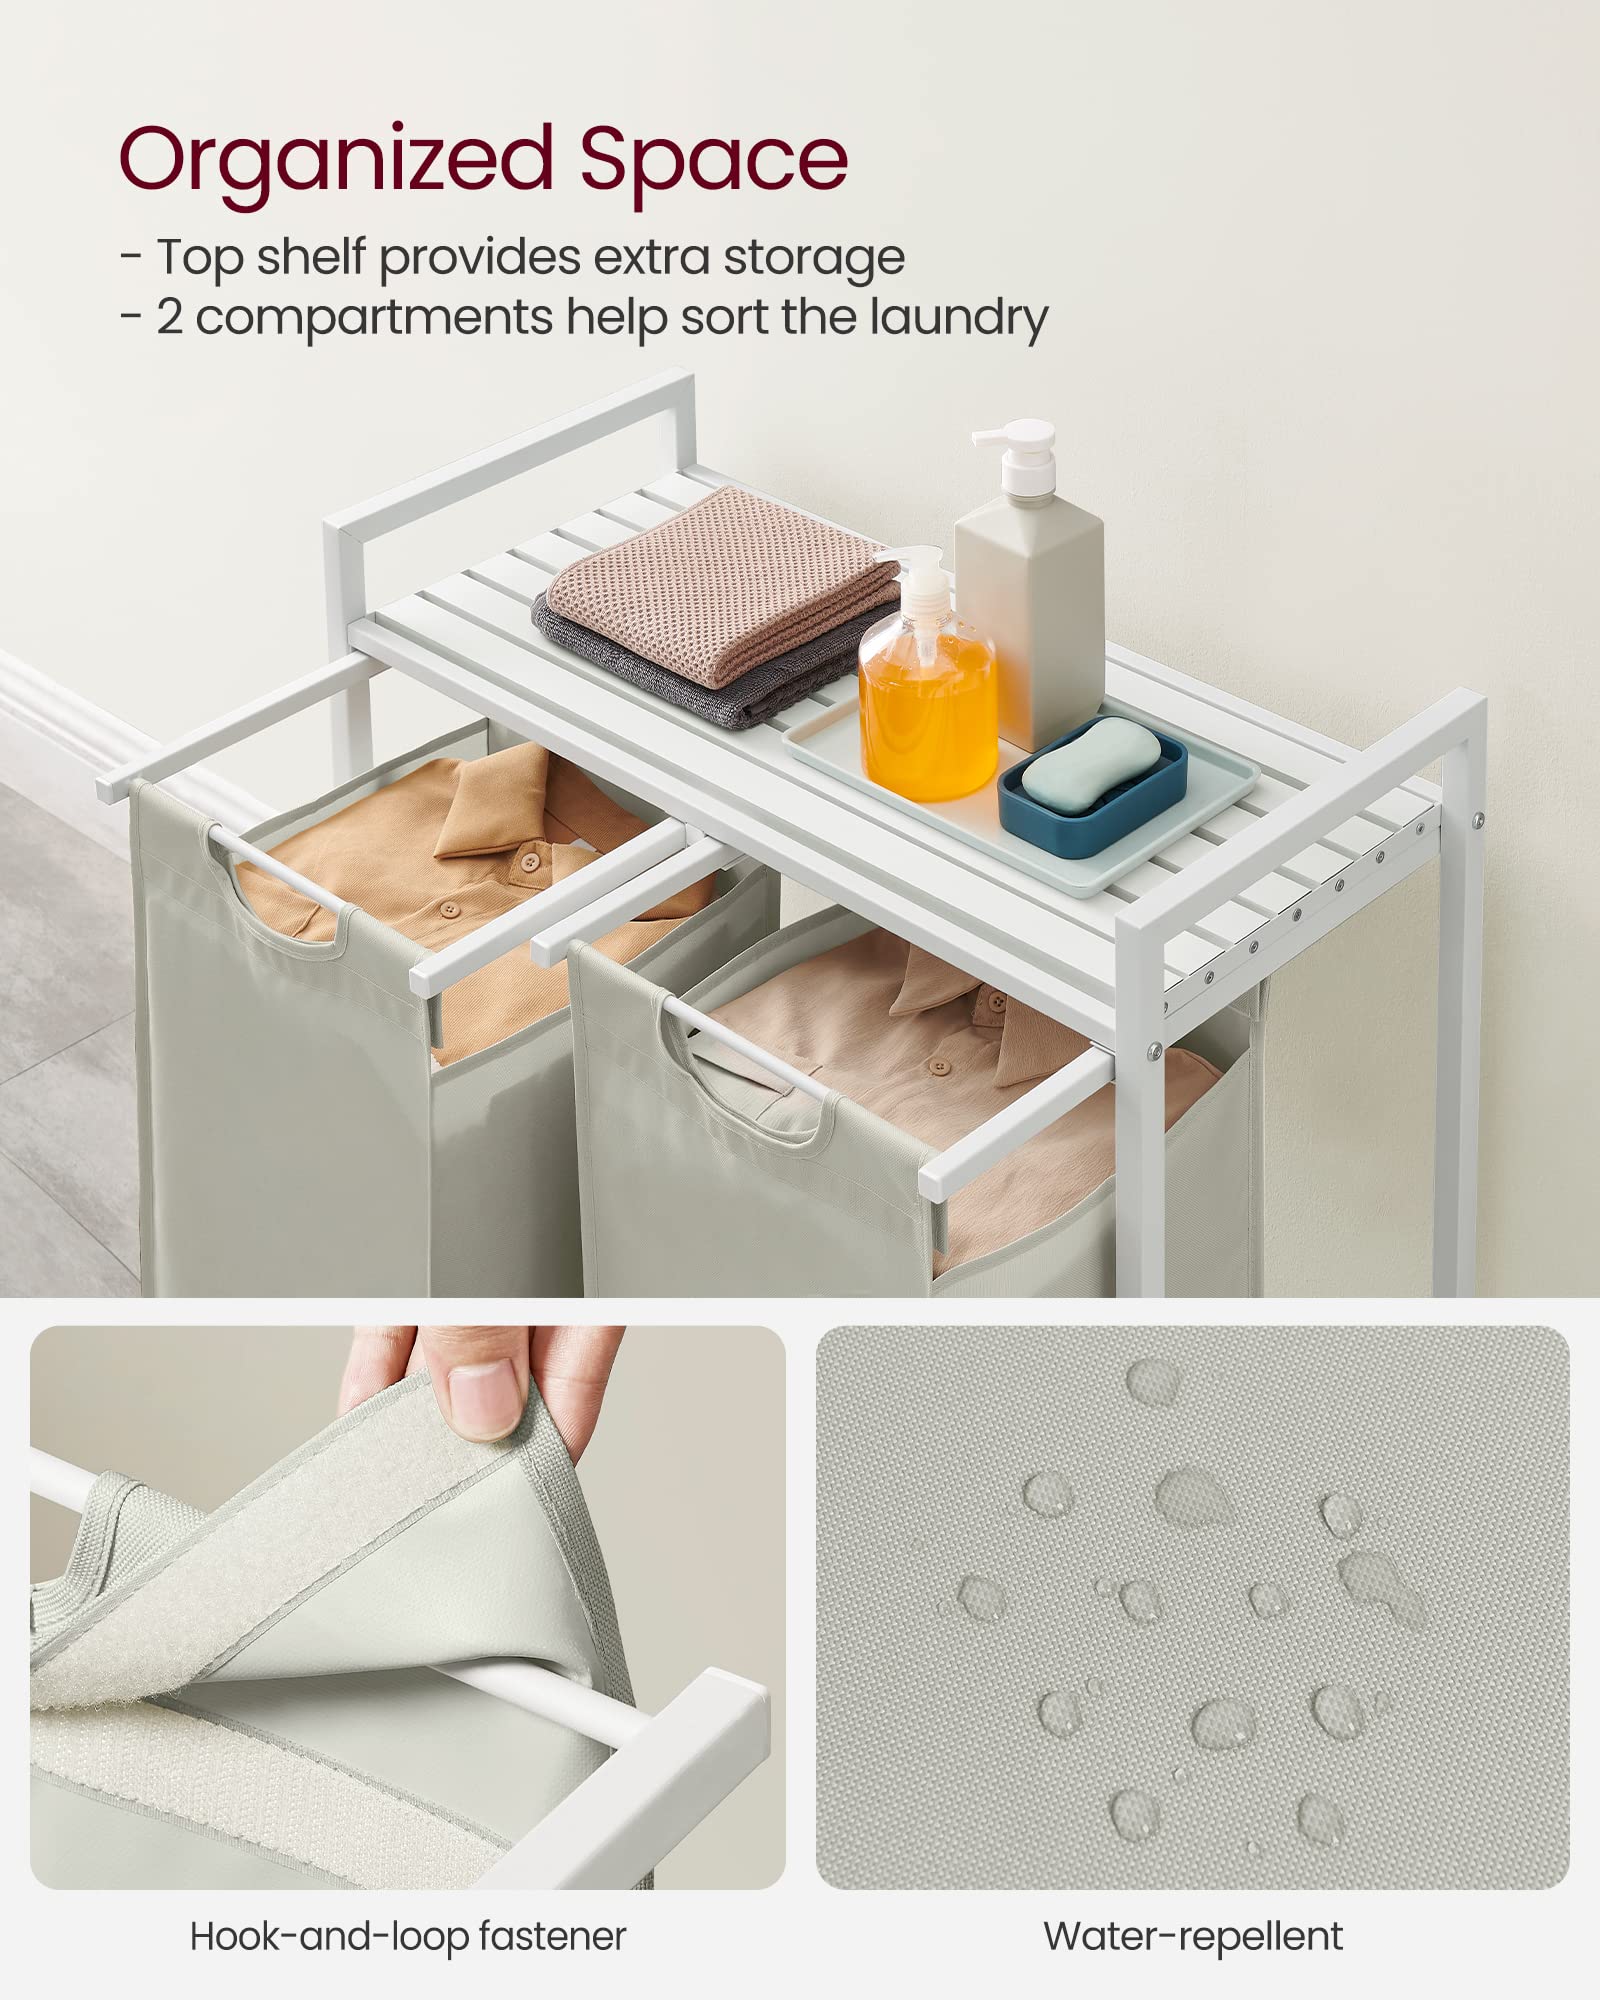 Organized Space
- Top shelf provides extra storage
- 2 compartments help sort the laundry
Hook-and-loop fastener
Water-repellent